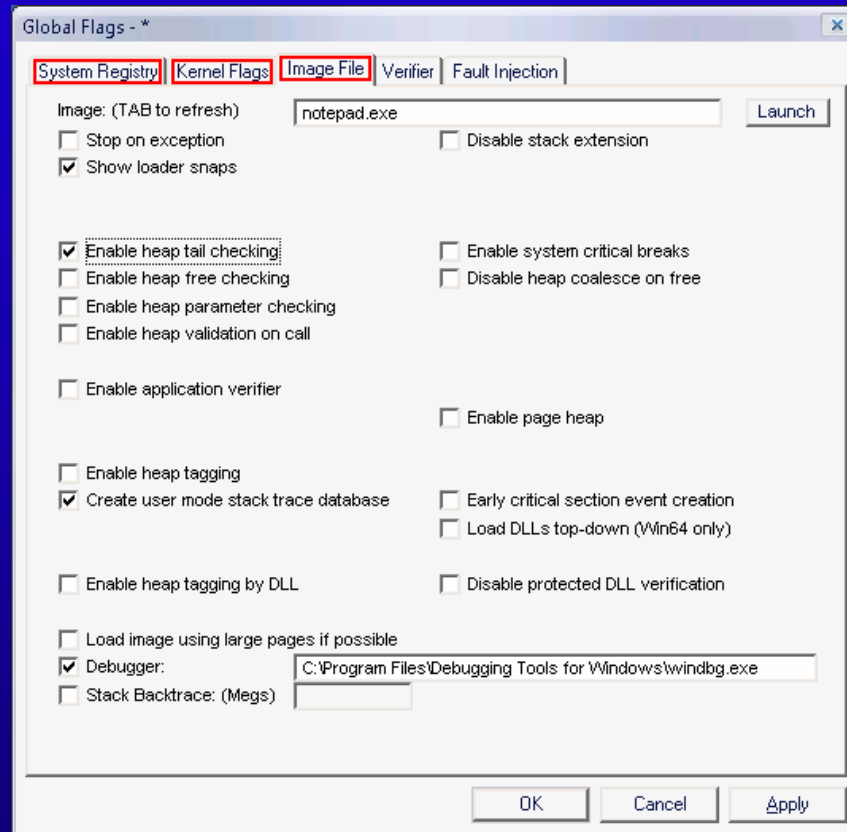 Global Flags - *
System Registry Kernel Flags Image File Verifier Fault Injection
Image: (TAB to refresh) notepad.exe Launch
Stop on exception Disable stack extension
Show loader snaps
Enable heap tail checking Enable system critical breaks
Enable heap free checking Disable heap coalesce on free
Enable heap parameter checking
Enable heap validation on call
Enable application verifier
Enable page heap
Enable heap tagging
Create user mode stack trace database Early critical section event creation
Load DLLs top-down (Win64 only)
Enable heap tagging by DLL Disable protected DLL verification
Load image using large pages if possible
Debugger: C:\Program Files\Debugging Tools for Windows\windbg.exe
Stack Backtrace: (Megs)
OK Cancel Apply